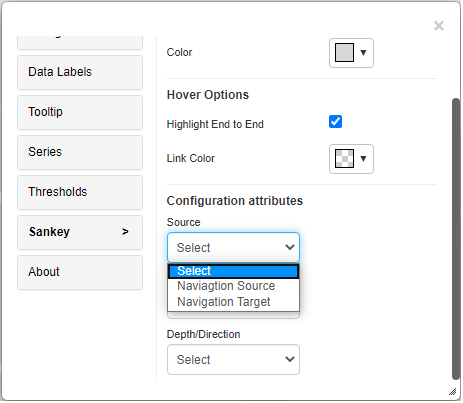 ×
Data Labels
Tooltip
Series
Thresholds
Sankey >
About
Color
Hover Options
Highlight End to End
Link Color
Configuration attributes
Source
Select
Select
Naviagtion Source
Navigation Target
Depth/Direction
Select